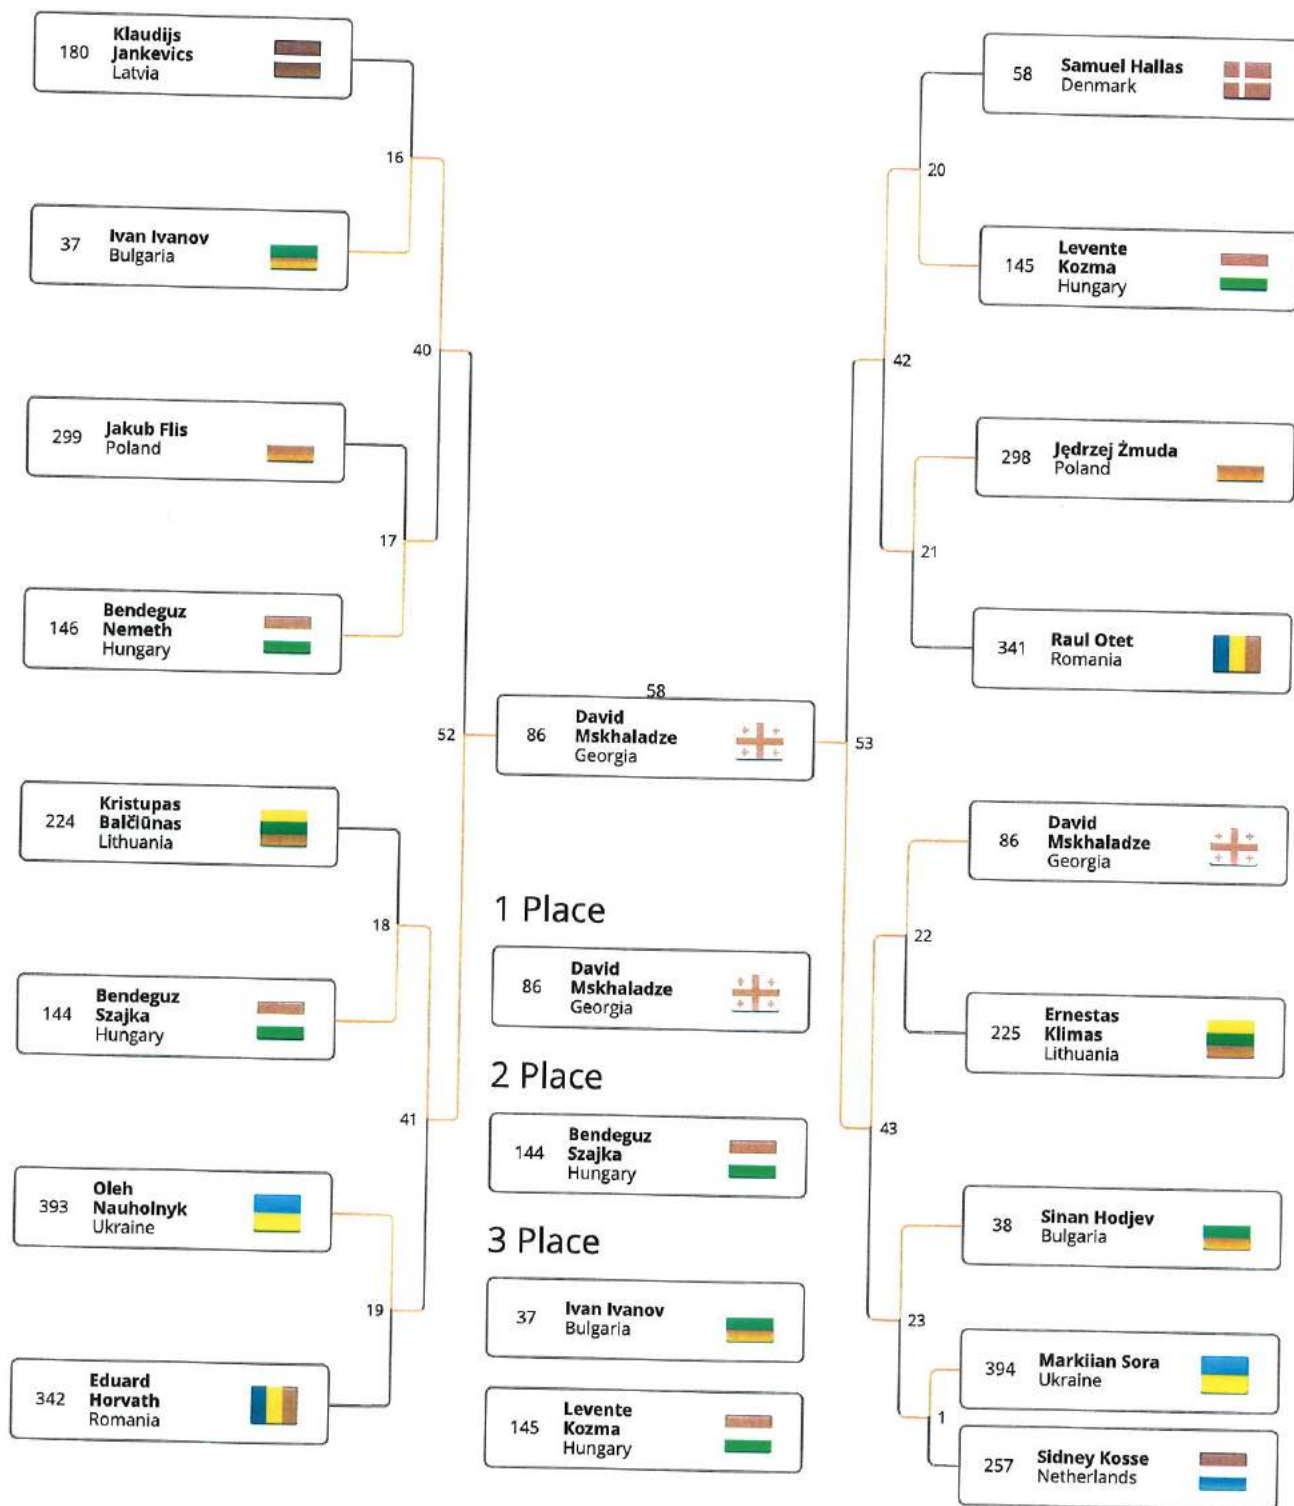 180
Klaudijs
Jankevics
Latvia
16
37
Ivan Ivanov
Bulgaria
40
299
Jakub Flis
Poland
17
146
Bendeguz
Nemeth
Hungary
52
224
Kristupas
Balčiūnas
Lithuania
18
144
Bendeguz
Szajka
Hungary
41
393
Oleh
Nauholnyk
Ukraine
19
342
Eduard
Horvath
Romania
58
86
David
Mskhaladze
Georgia
1 Place
86
David
Mskhaladze
Georgia
2 Place
144
Bendeguz
Szajka
Hungary
3 Place
37
Ivan Ivanov
Bulgaria
145
Levente
Kozma
Hungary
58
Samuel Hallas
Denmark
20
145
Levente
Kozma
Hungary
42
298
Jędrzej Żmuda
Poland
21
341
Raul Otet
Romania
53
86
David
Mskhaladze
Georgia
22
225
Ernestas
Klimas
Lithuania
43
38
Sinan Hodjev
Bulgaria
23
394
Markiian Sora
Ukraine
1
257
Sidney Kosse
Netherlands